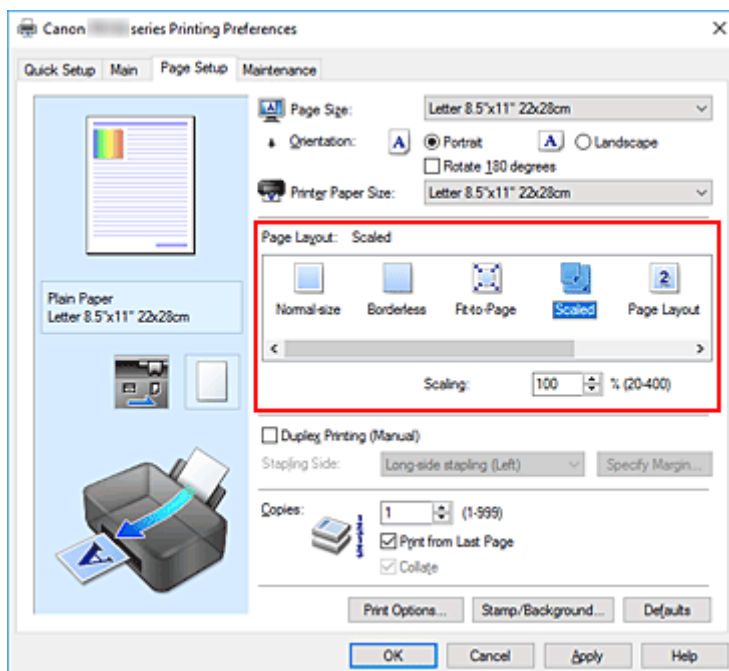 Canon series Printing Preferences
Quick Setup Main Page Setup Maintenance
Page Size: Letter 8.5"x11" 22x28cm
Orientation: A Portrait A Landscape
Rotate 180 degrees
Printer Paper Size: Letter 8.5"x11" 22x28cm
Page Layout: Scaled
Normal-size Borderless Fit-to-Page Scaled Page Layout
Scaling: 100 % (20-400)
Plain Paper
Letter 8.5"x11" 22x28cm
Duplex Printing (Manual)
Stapling Side: Long-side stapling (Left) Specify Margin...
Copies: 1 (1-999)
Print from Last Page
Collate
Print Options... Stamp/Background... Defaults
OK Cancel Apply Help